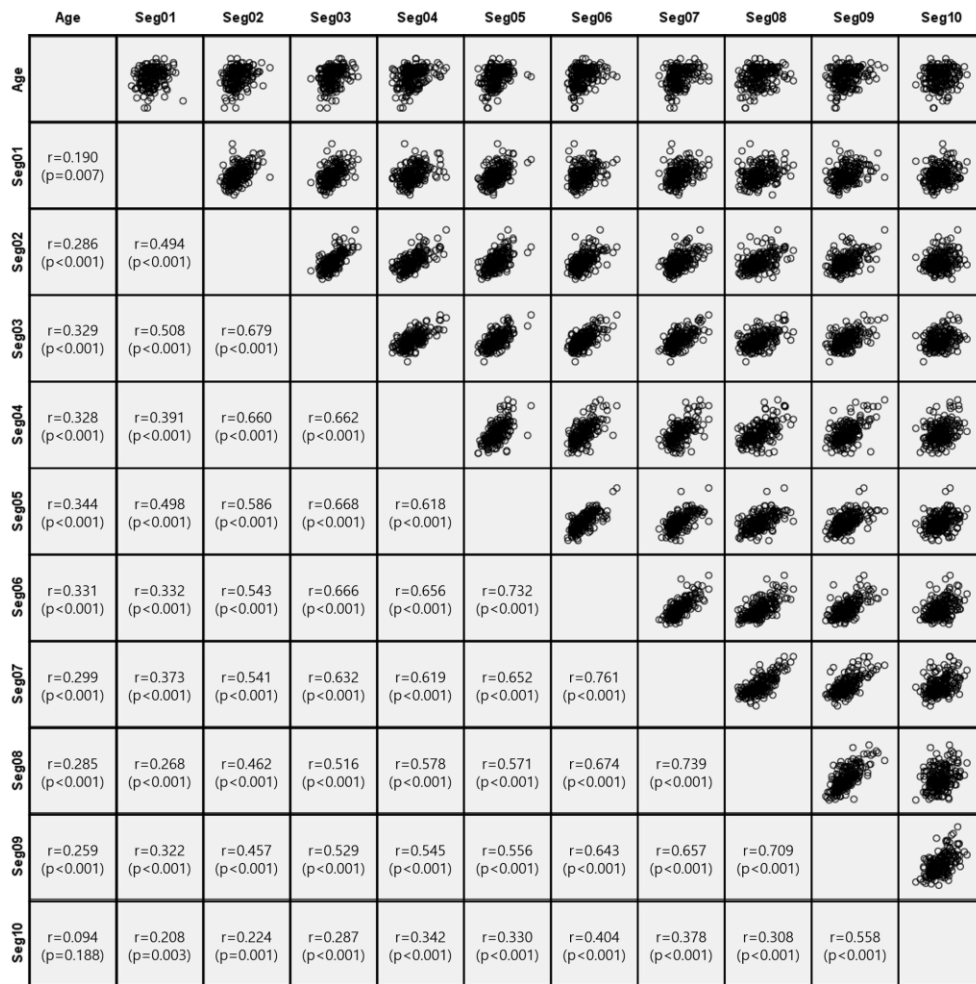 Age Seg01 Seg02 Seg03 Seg04 Seg05 Seg06 Seg07 Seg08 Seg09 Seg10
Age
Seg01
r=0.190
(p=0.007)
Seg02
r=0.286 r=0.494
(p<0.001) (p<0.001)
Seg03
r=0.329 r=0.508 r=0.679
(p<0.001) (p<0.001) (p<0.001)
Seg04
r=0.328 r=0.391 r=0.660 r=0.662
(p<0.001) (p<0.001) (p<0.001) (p<0.001)
Seg05
r=0.344 r=0.498 r=0.586 r=0.668 r=0.618
(p<0.001) (p<0.001) (p<0.001) (p<0.001) (p<0.001)
Seg06
r=0.331 r=0.332 r=0.543 r=0.666 r=0.656 r=0.732
(p<0.001) (p<0.001) (p<0.001) (p<0.001) (p<0.001) (p<0.001)
Seg07
r=0.299 r=0.373 r=0.541 r=0.632 r=0.619 r=0.652 r=0.761
(p<0.001) (p<0.001) (p<0.001) (p<0.001) (p<0.001) (p<0.001) (p<0.001)
Seg08
r=0.285 r=0.268 r=0.462 r=0.516 r=0.578 r=0.571 r=0.674 r=0.739
(p<0.001) (p<0.001) (p<0.001) (p<0.001) (p<0.001) (p<0.001) (p<0.001) (p<0.001)
Seg09
r=0.259 r=0.322 r=0.457 r=0.529 r=0.545 r=0.556 r=0.643 r=0.657 r=0.709
(p<0.001) (p<0.001) (p<0.001) (p<0.001) (p<0.001) (p<0.001) (p<0.001) (p<0.001) (p<0.001)
Seg10
r=0.094 r=0.208 r=0.224 r=0.287 r=0.342 r=0.330 r=0.404 r=0.378 r=0.308 r=0.558
(p=0.188) (p=0.003) (p=0.001) (p<0.001) (p<0.001) (p<0.001) (p<0.001) (p<0.001) (p<0.001) (p<0.001)